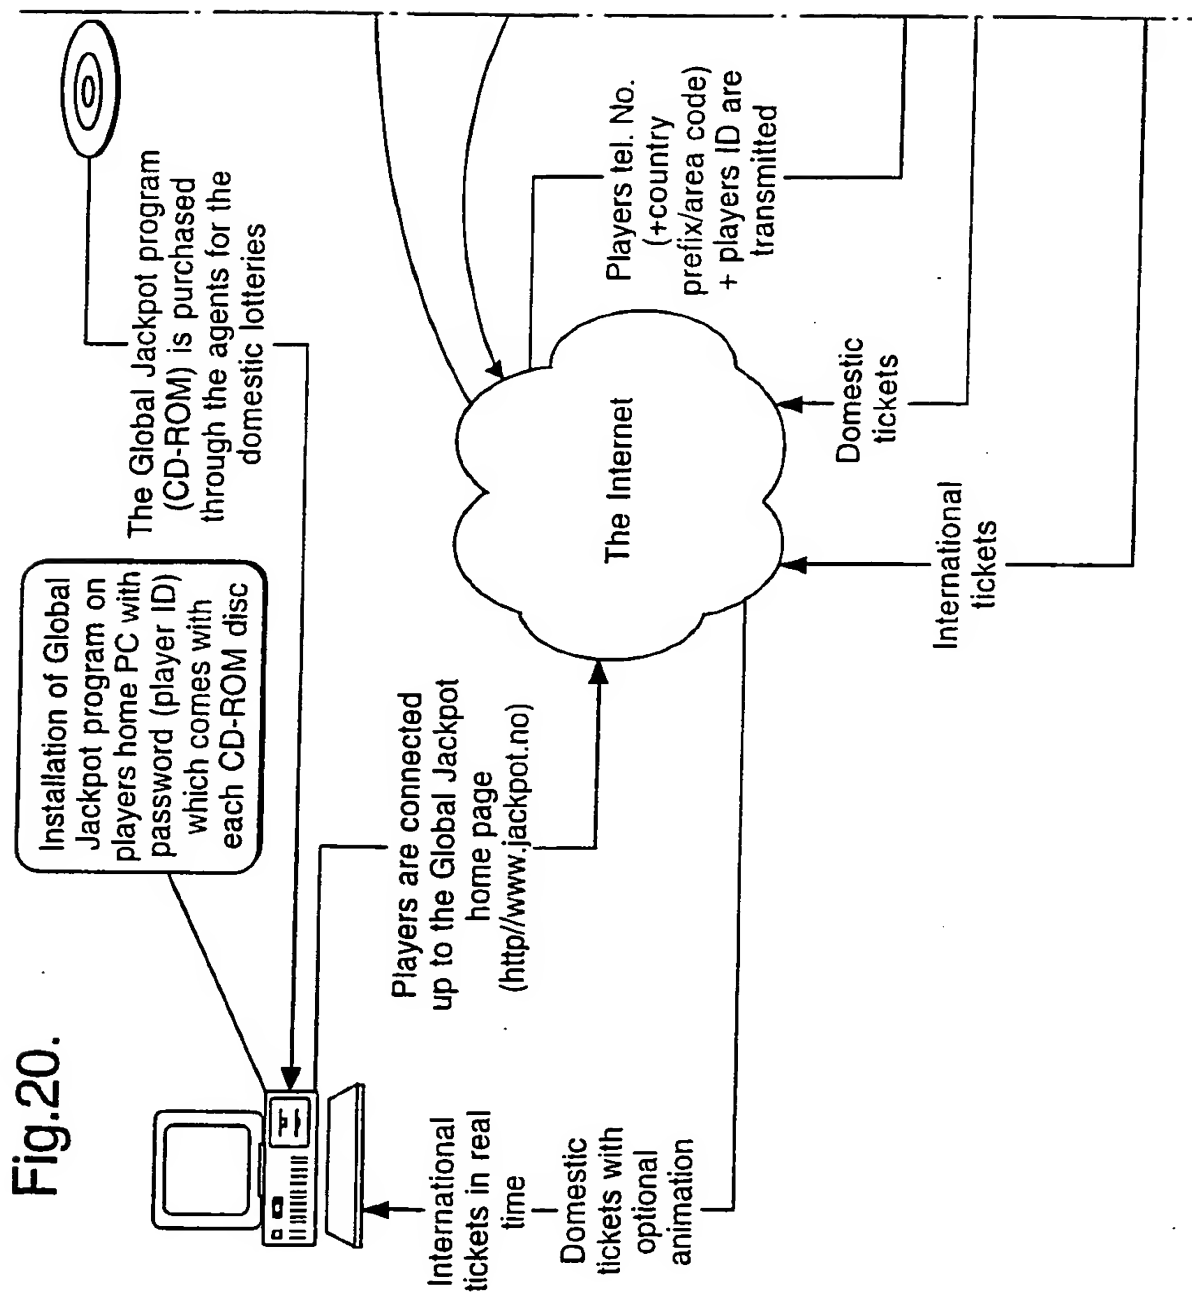 Fig.20.
Installation of Global
Jackpot program on
players home PC with
password (player ID)
which comes with
each CD-ROM disc
The Global Jackpot program
(CD-ROM) is purchased
through the agents for the
domestic lotteries
Players are connected
up to the Global Jackpot
home page
(http//www.jackpot.no)
International
tickets in real
time
Domestic
tickets with
optional
animation
The Internet
Players tel. No.
(+country
prefix/area code)
+ players ID are
transmitted
Domestic
tickets
International
tickets